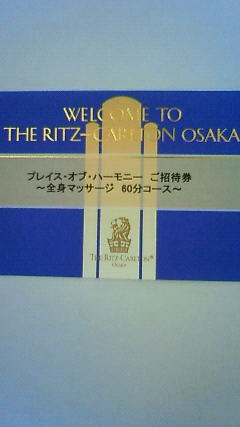 WELCOME TO
THE RITZ-CARLTON OSAKA
プレイス・オブ・ハーモニー ご招待券
～全身マッサージ 60分コース～
THE RITZ-CARLTON®
OSAKA